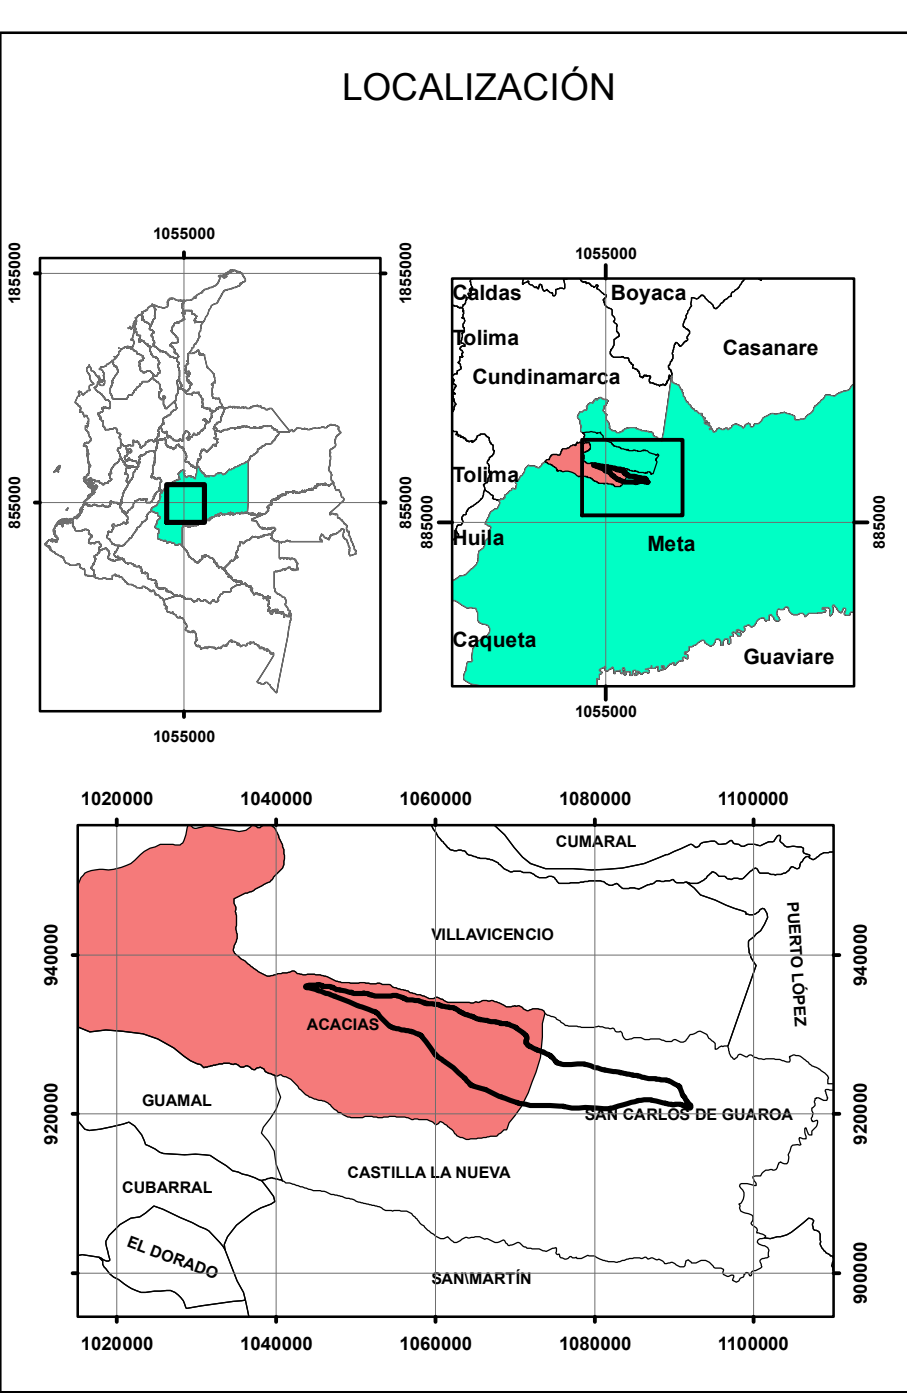 LOCALIZACIÓN
1055000
1855000
1855000
855000
855000
1055000
1055000
Caldas
Boyaca
Tolima
Casanare
Cundinamarca
Tolima
885000
885000
Huila
Meta
Caqueta
Guaviare
1055000
1020000 1040000 1060000 1080000 1100000
CUMARAL
VILLAVICENCIO
PUERTO LÓPEZ
940000
940000
ACACIAS
GUAMAL
920000
920000
SAN CARLOS DE GUAROA
CASTILLA LA NUEVA
CUBARRAL
EL DORADO
SAN MARTÍN
900000
900000
1020000 1040000 1060000 1080000 1100000